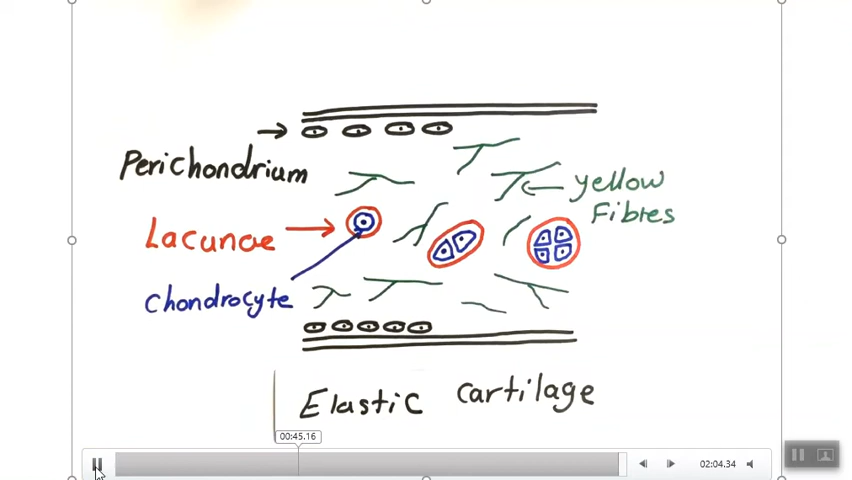 Perichondrium
yellow
Fibres
Lacunae
chondrocyte
Elastic cartilage
00:45.16
02:04.34